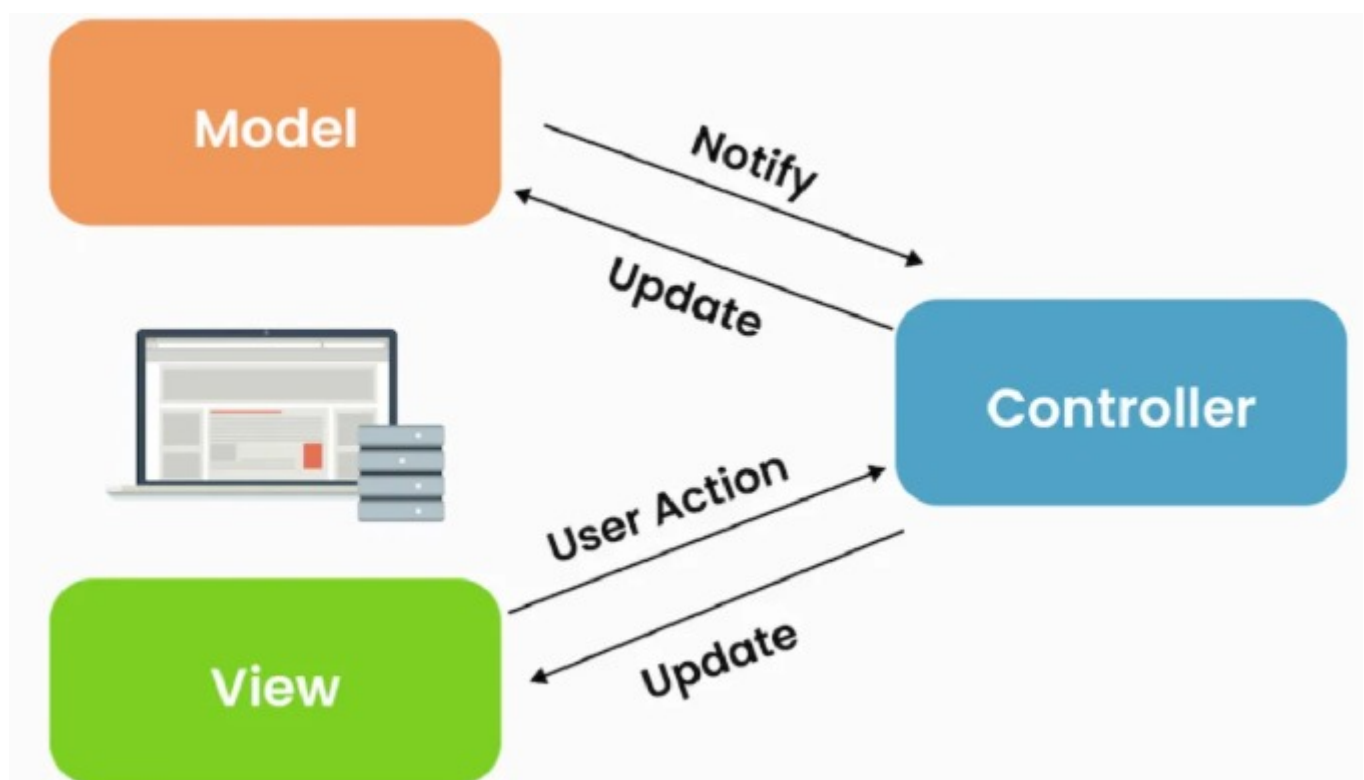 Model
Notify
Update
Controller
User Action
Update
View